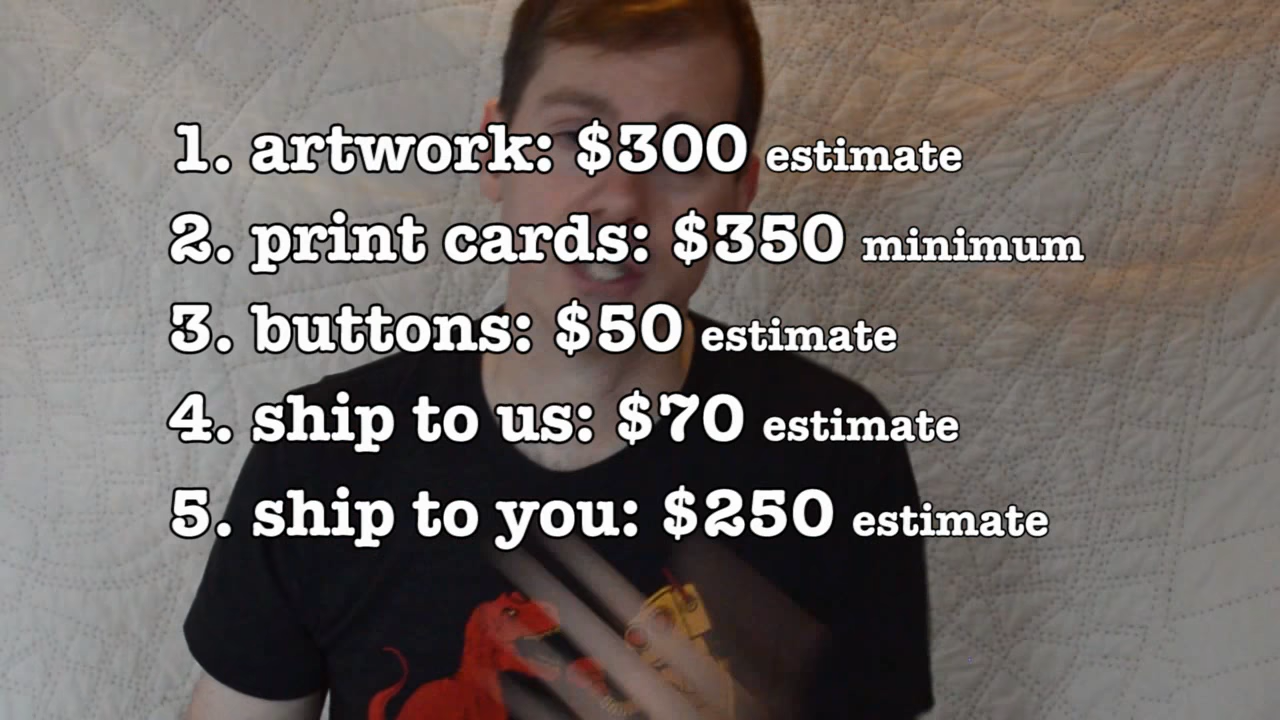 1. artwork: $300 estimate
2. print cards: $350 minimum
3. buttons: $50 estimate
4. ship to us: $70 estimate
5. ship to you: $250 estimate